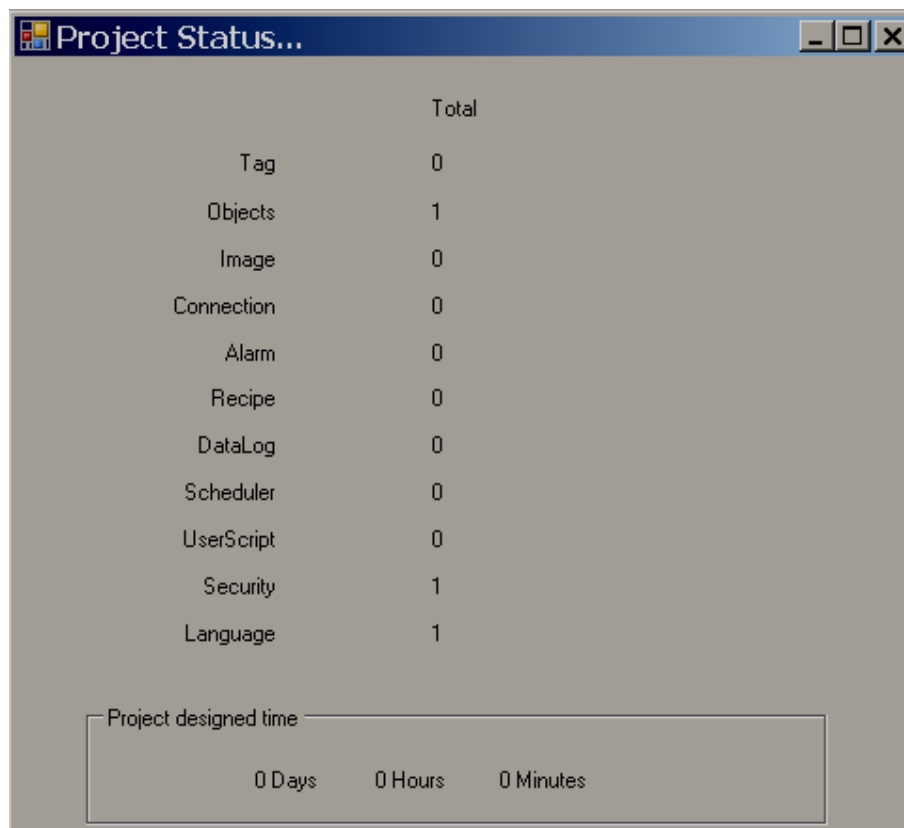 Project Status...
Total
Tag 0
Objects 1
Image 0
Connection 0
Alarm 0
Recipe 0
DataLog 0
Scheduler 0
UserScript 0
Security 1
Language 1
Project designed time
0 Days 0 Hours 0 Minutes